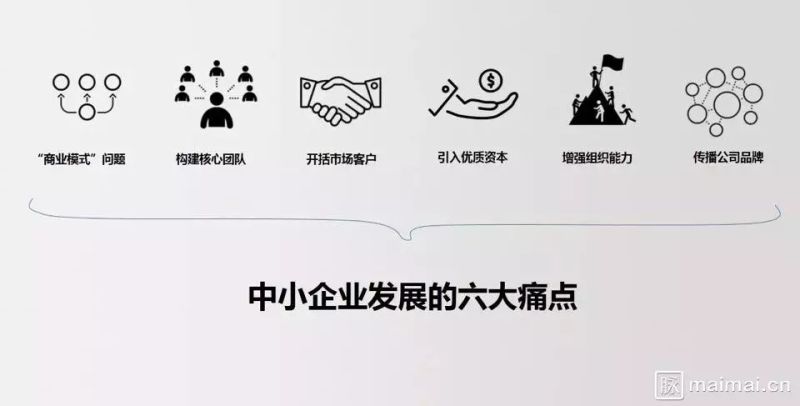 “商业模式”问题
构建核心团队
开括市场客户
引入优质资本
增强组织能力
传播公司品牌
中小企业发展的六大痛点
脉 maimai.cn